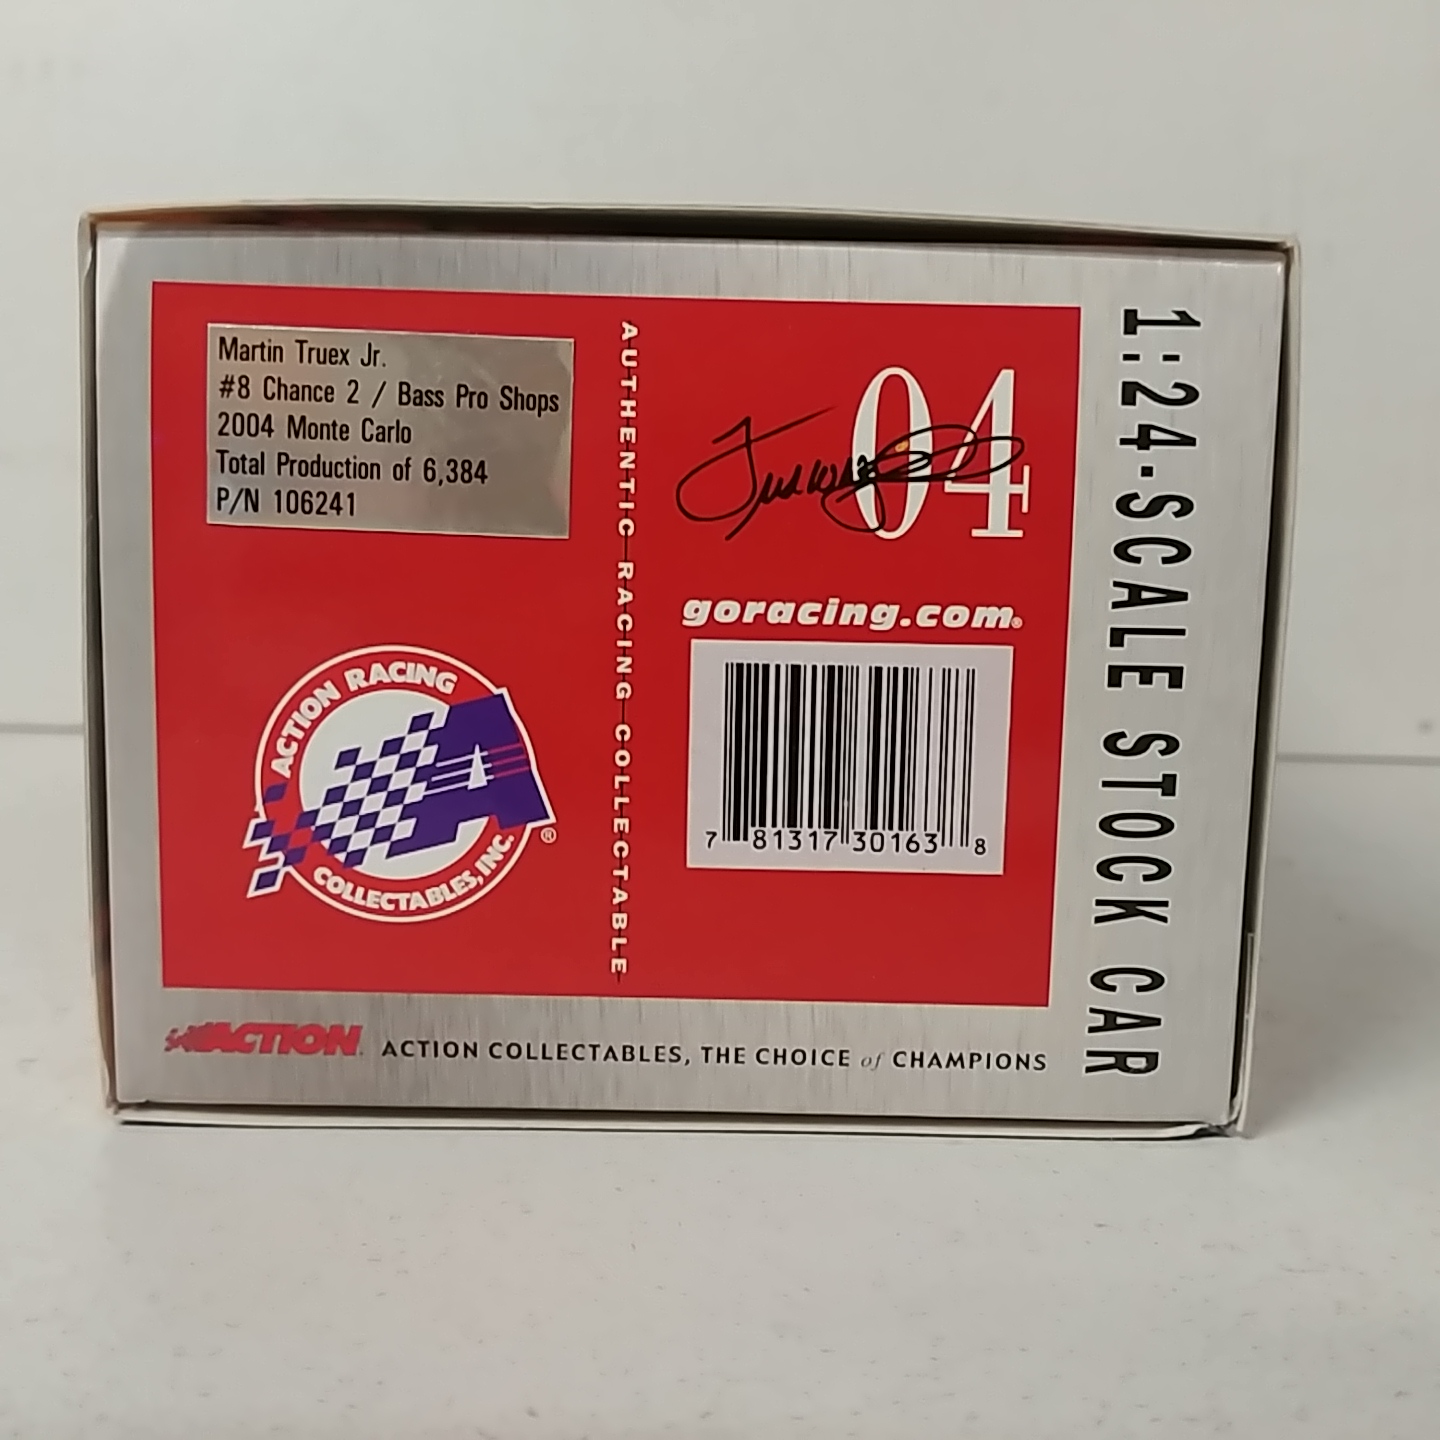 Martin Truex Jr.
#8 Chance 2 / Bass Pro Shops
2004 Monte Carlo
Total Production of 6,384
P/N 106241
AUTHENTIC RACING COLLECTABLE
04
goracing.com®
7 81317 30163 8
ACTION RACING
COLLECTABLES, INC.
®
1:24-SCALE STOCK CAR
ACTION
ACTION COLLECTABLES, THE CHOICE of CHAMPIONS